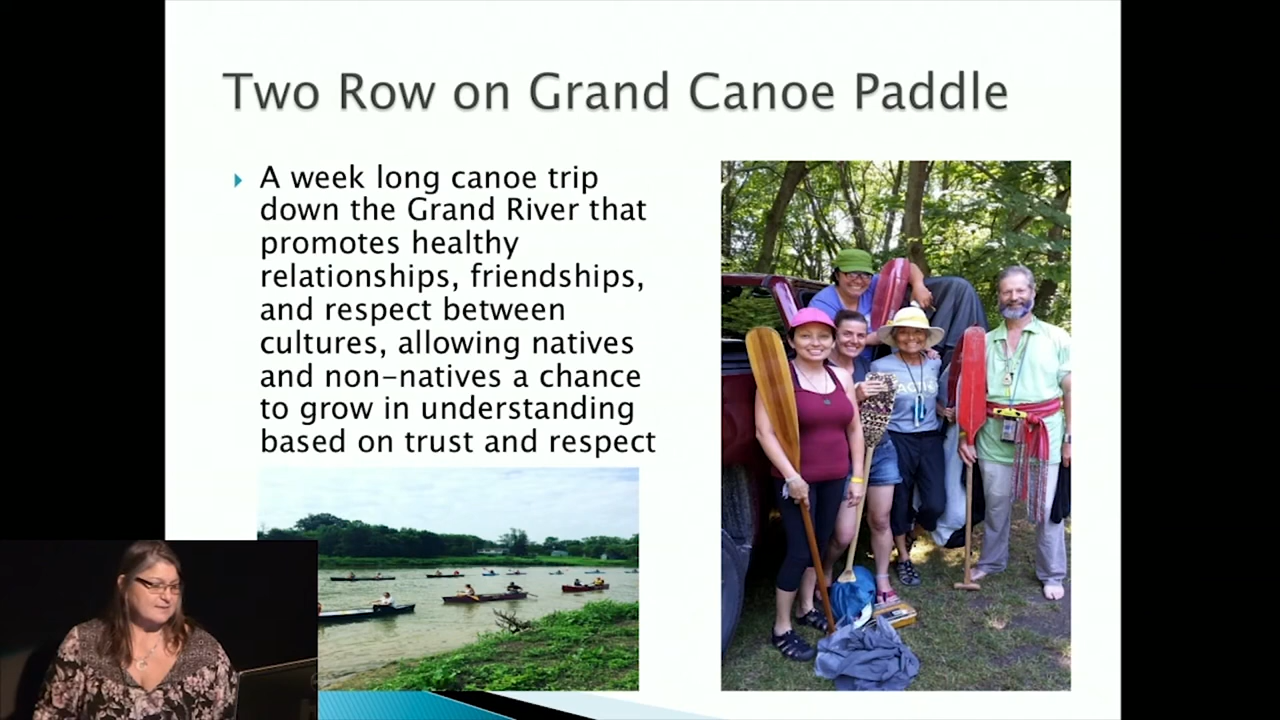 Two Row on Grand Canoe Paddle
A week long canoe trip
down the Grand River that
promotes healthy
relationships, friendships,
and respect between
cultures, allowing natives
and non-natives a chance
to grow in understanding
based on trust and respect